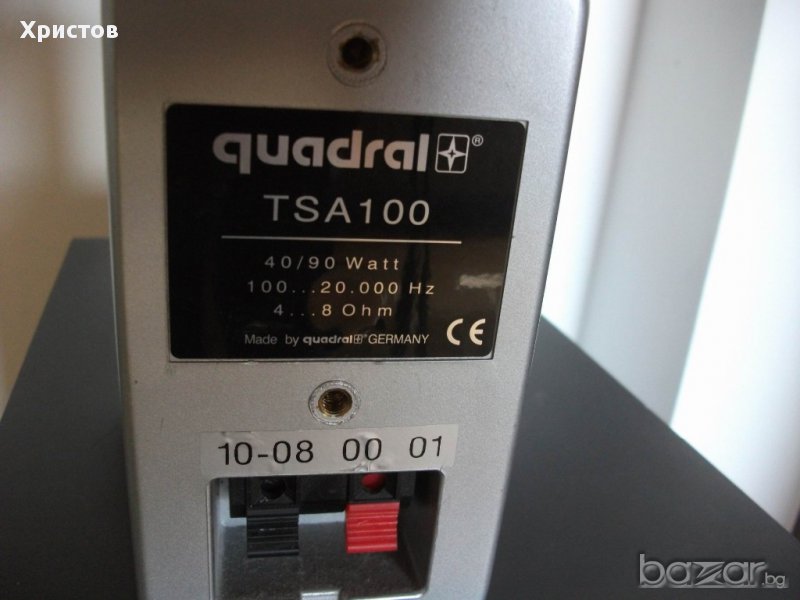 Христов
quadral®
TSA100
40/90 Watt
100...20.000 Hz
4...8 Ohm
Made by quadral® GERMANY CE
10-08 00 01
bazar.bg